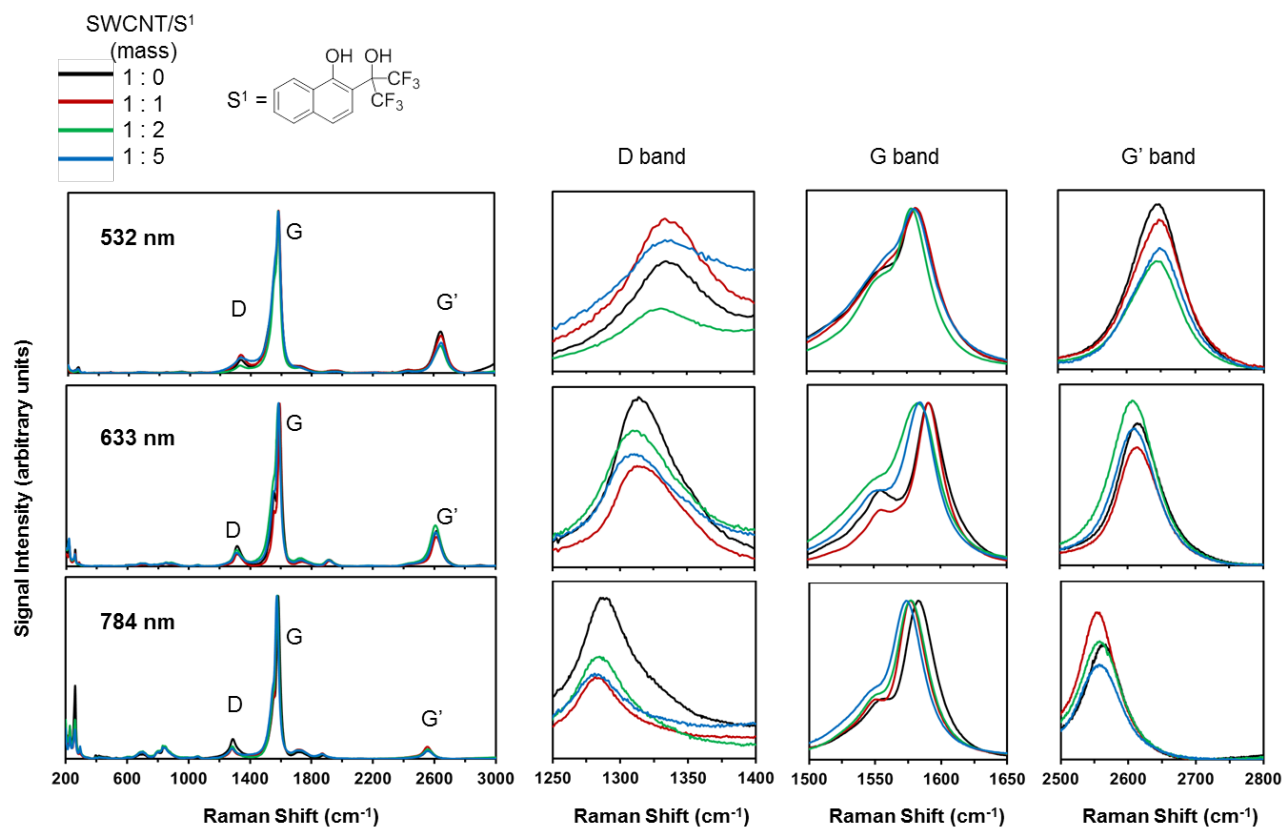 SWCNT/S¹
(mass)
1 : 0
1 : 1
1 : 2
1 : 5
S¹ =
OH
OH
CF₃
CF₃
D band
G band
G’ band
532 nm
G
D
G’
633 nm
G
D
G’
784 nm
G
D
G’
Signal Intensity (arbitrary units)
200 600 1000 1400 1800 2200 2600 3000
1250 1300 1350 1400
1500 1550 1600 1650
2500 2600 2700 2800
Raman Shift (cm⁻¹)
Raman Shift (cm⁻¹)
Raman Shift (cm⁻¹)
Raman Shift (cm⁻¹)